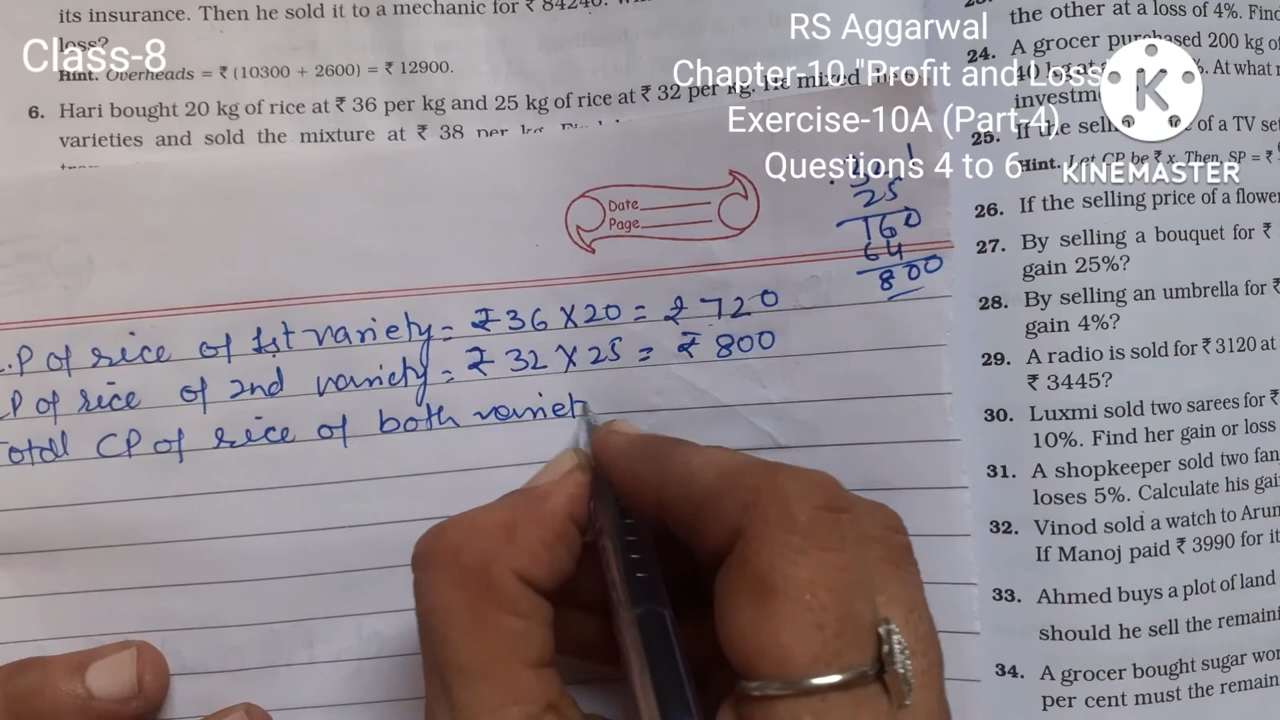 its insurance. Then he sold it to a mechanic for ₹ 84240.
loss?
Class-8
Hint. Overheads = ₹ (10300 + 2600) = ₹ 12900.
6. Hari bought 20 kg of rice at ₹ 36 per kg and 25 kg of rice at ₹ 32 per kg. He mixed
varieties and sold the mixture at ₹ 38 per kg.
RS Aggarwal
Chapter-10 "Profit and Loss
Exercise-10A (Part-4)
Questions 4 to 6
KINEMASTER
Date
Page
25
160
64
800
.P of rice of 1st variety = ₹ 36 X 20 = ₹ 720
CP of rice of 2nd variety = ₹ 32 X 25 = ₹ 800
Total CP of rice of both variet
the other at a loss of 4%. Find
24. A grocer purchased 200 kg of
At what
investm
25. If the sell of a TV set
Hint. Let CP be ₹ x. Then, SP = ₹
26. If the selling price of a flower
27. By selling a bouquet for ₹
gain 25%?
28. By selling an umbrella for ₹
gain 4%?
29. A radio is sold for ₹ 3120 at
₹ 3445?
30. Luxmi sold two sarees for ₹
10%. Find her gain or loss
31. A shopkeeper sold two fan
loses 5%. Calculate his gai
32. Vinod sold a watch to Arun
If Manoj paid ₹ 3990 for it
33. Ahmed buys a plot of land
should he sell the remaini
34. A grocer bought sugar wor
per cent must the remain